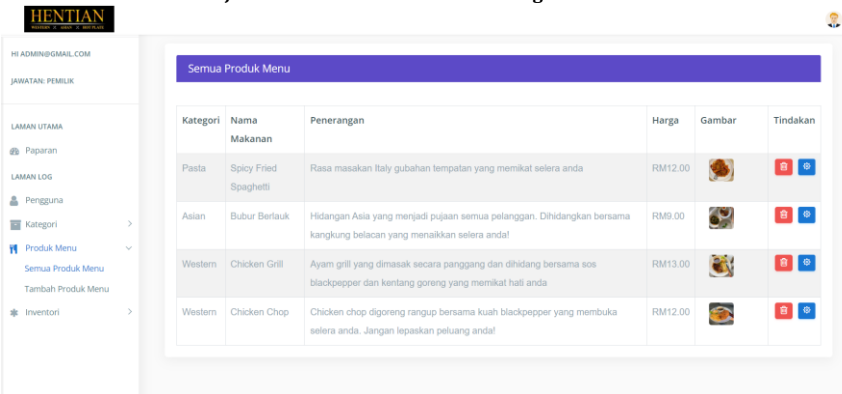 HENTIAN
HI ADMIN@GMAIL.COM
JAWATAN: PEMILIK
LAMAN UTAMA
Paparan
LAMAN LOG
Pengguna
Kategori
Produk Menu
Semua Produk Menu
Tambah Produk Menu
Inventori
Semua Produk Menu
Kategori Nama Makanan Penerangan Harga Gambar Tindakan
Pasta Spicy Fried Spaghetti Rasa masakan Italy gubahan tempatan yang memikat selera anda RM12.00
Asian Bubur Berlauk Hidangan Asia yang menjadi pujaan semua pelanggan. Dihidangkan bersama
kangkung belacan yang menaikkan selera anda! RM9.00
Western Chicken Grill Ayam grill yang dimasak secara panggang dan dihidang bersama sos
blackpepper dan kentang goreng yang memikat hati anda RM13.00
Western Chicken Chop Chicken chop digoreng rangup bersama kuah blackpepper yang membuka
selera anda. Jangan lepaskan peluang anda! RM12.00